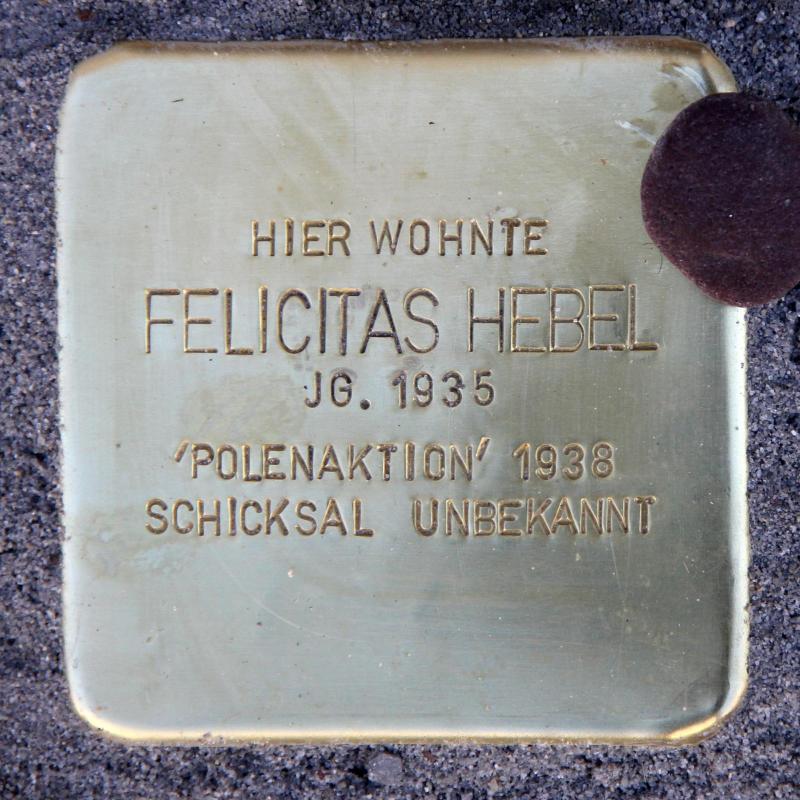 HIER WOHNTE
FELICITAS HEBEL
JG. 1935
'POLENAKTION' 1938
SCHICKSAL UNBEKANNT